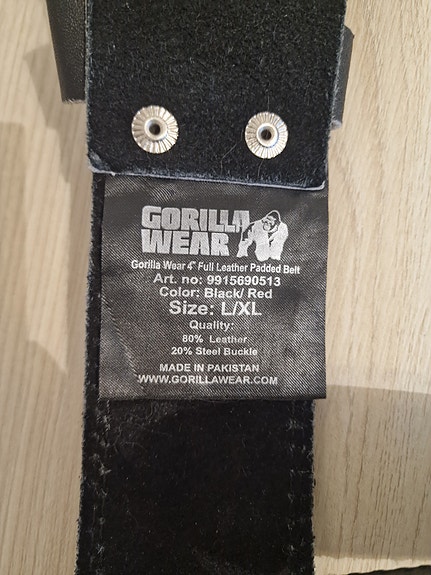 GORILLA
WEAR
Gorilla Wear 4" Full Leather Padded Belt
Art. no: 9915690513
Color: Black/ Red
Size: L/XL
Quality:
80% Leather
20% Steel Buckle
MADE IN PAKISTAN
WWW.GORILLAWEAR.COM